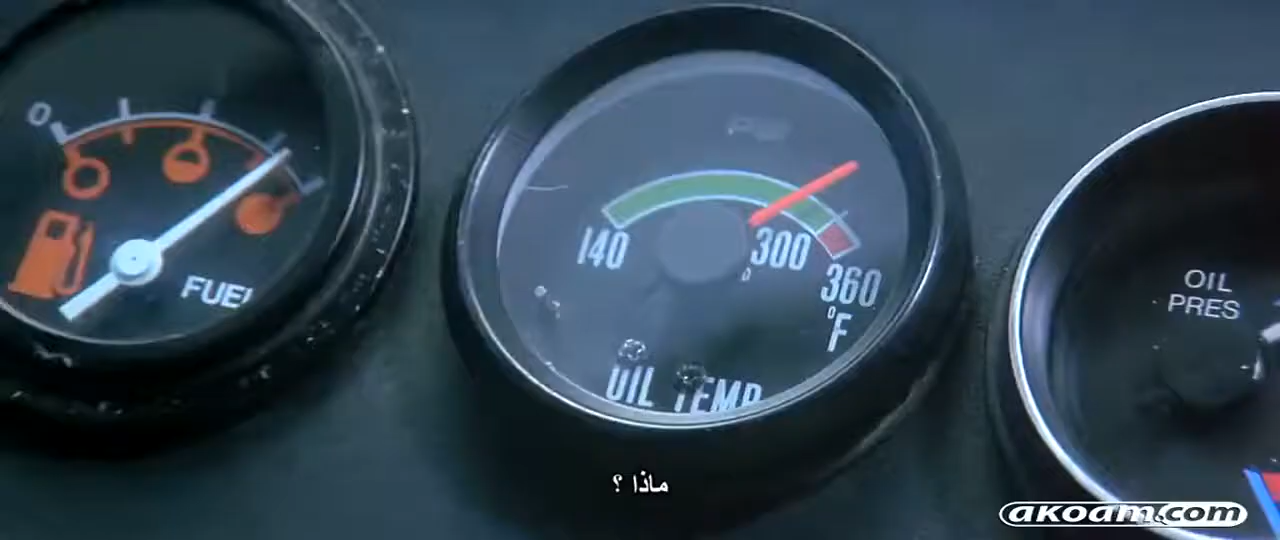 0
FUEL
140
300
°
360
°F
OIL TEMP
OIL
PRES
ماذا ؟
akoam.com